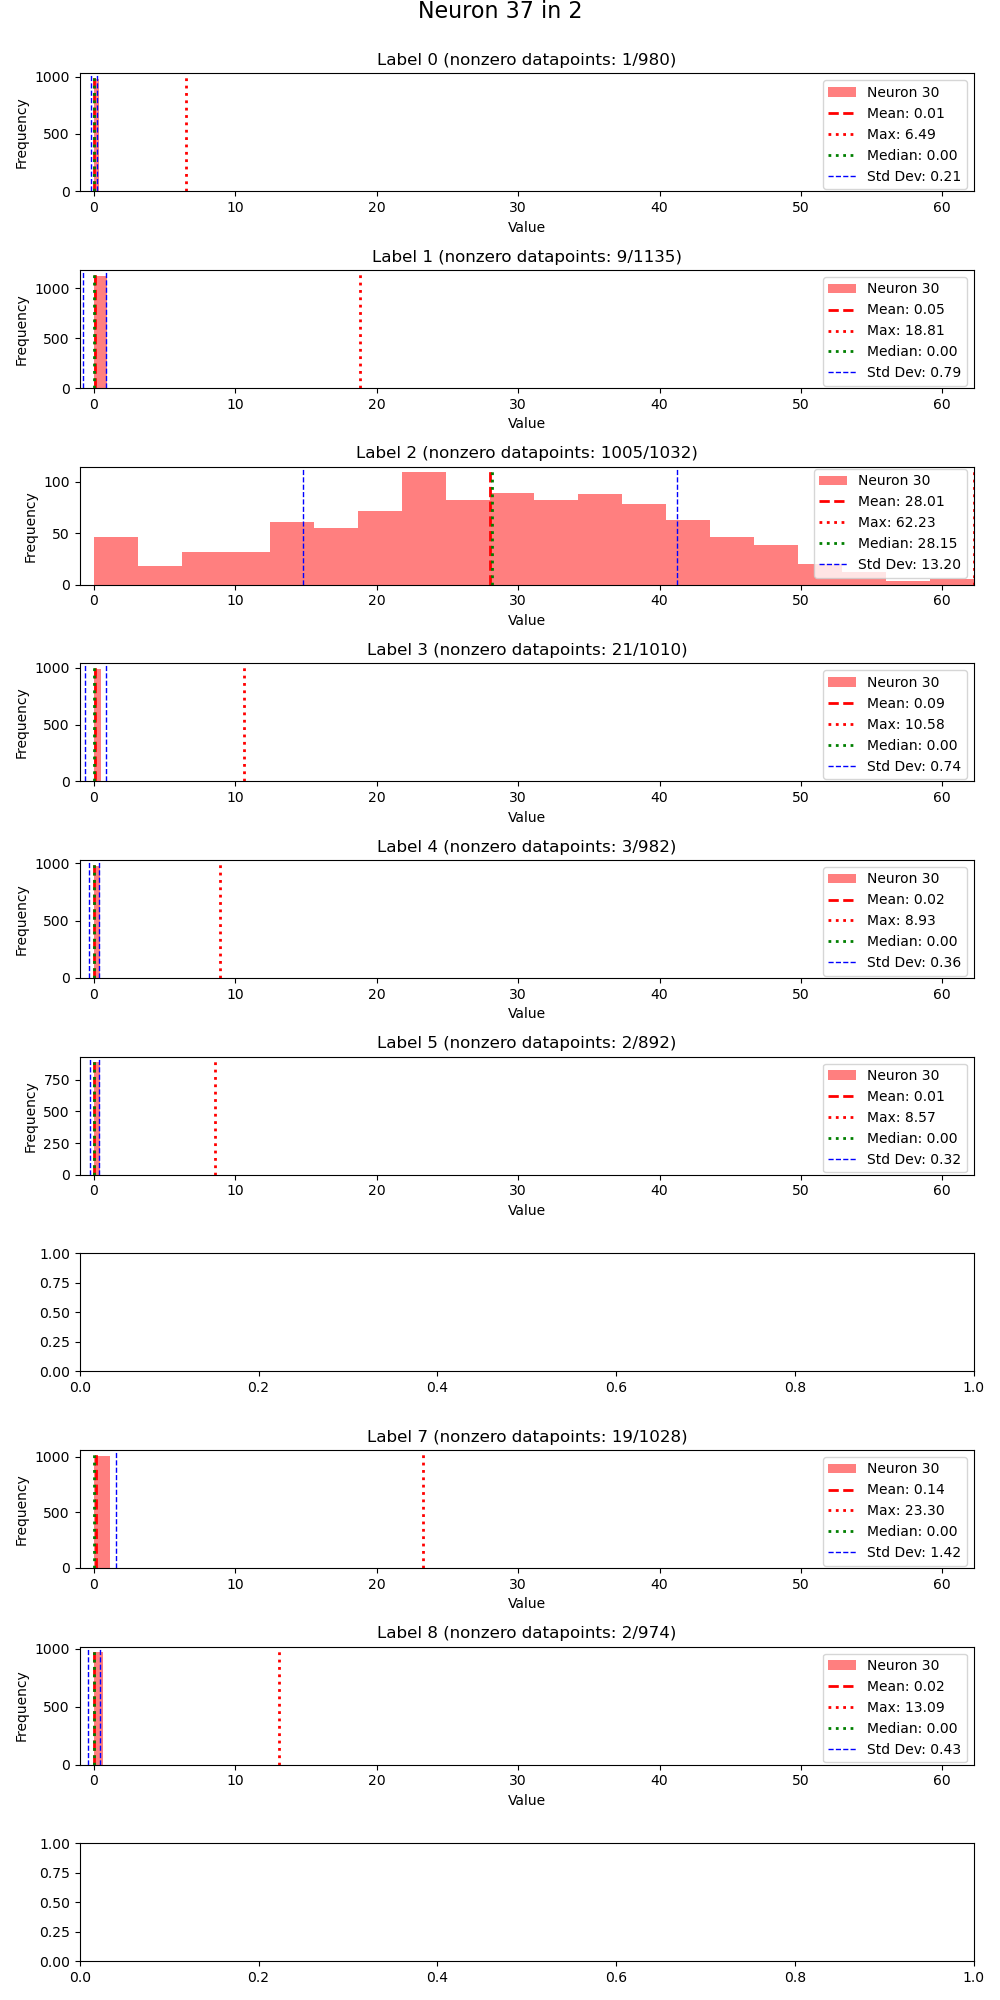 Neuron 37 in 2
Label 0 (nonzero datapoints: 1/980)
Frequency
1000
500
0
Neuron 30
Mean: 0.01
Max: 6.49
Median: 0.00
Std Dev: 0.21
0 10 20 30 40 50 60
Value
Label 1 (nonzero datapoints: 9/1135)
Frequency
1000
500
0
Neuron 30
Mean: 0.05
Max: 18.81
Median: 0.00
Std Dev: 0.79
0 10 20 30 40 50 60
Value
Label 2 (nonzero datapoints: 1005/1032)
Frequency
100
50
0
Neuron 30
Mean: 28.01
Max: 62.23
Median: 28.15
Std Dev: 13.20
0 10 20 30 40 50 60
Value
Label 3 (nonzero datapoints: 21/1010)
Frequency
1000
500
0
Neuron 30
Mean: 0.09
Max: 10.58
Median: 0.00
Std Dev: 0.74
0 10 20 30 40 50 60
Value
Label 4 (nonzero datapoints: 3/982)
Frequency
1000
500
0
Neuron 30
Mean: 0.02
Max: 8.93
Median: 0.00
Std Dev: 0.36
0 10 20 30 40 50 60
Value
Label 5 (nonzero datapoints: 2/892)
Frequency
750
500
250
0
Neuron 30
Mean: 0.01
Max: 8.57
Median: 0.00
Std Dev: 0.32
0 10 20 30 40 50 60
Value
1.00
0.75
0.50
0.25
0.00
0.0 0.2 0.4 0.6 0.8 1.0
Label 7 (nonzero datapoints: 19/1028)
Frequency
1000
500
0
Neuron 30
Mean: 0.14
Max: 23.30
Median: 0.00
Std Dev: 1.42
0 10 20 30 40 50 60
Value
Label 8 (nonzero datapoints: 2/974)
Frequency
1000
500
0
Neuron 30
Mean: 0.02
Max: 13.09
Median: 0.00
Std Dev: 0.43
0 10 20 30 40 50 60
Value
1.00
0.75
0.50
0.25
0.00
0.0 0.2 0.4 0.6 0.8 1.0